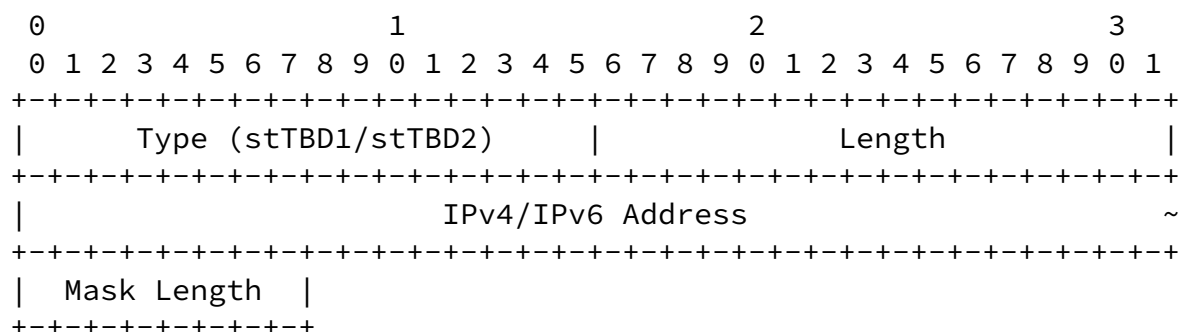 0                   1                   2                   3
 0 1 2 3 4 5 6 7 8 9 0 1 2 3 4 5 6 7 8 9 0 1 2 3 4 5 6 7 8 9 0 1
+-+-+-+-+-+-+-+-+-+-+-+-+-+-+-+-+-+-+-+-+-+-+-+-+-+-+-+-+-+-+-+-+
|      Type (stTBD1/stTBD2)     |             Length            |
+-+-+-+-+-+-+-+-+-+-+-+-+-+-+-+-+-+-+-+-+-+-+-+-+-+-+-+-+-+-+-+-+
|                       IPv4/IPv6 Address                       ~
+-+-+-+-+-+-+-+-+-+-+-+-+-+-+-+-+-+-+-+-+-+-+-+-+-+-+-+-+-+-+-+-+
|  Mask Length  |
+-+-+-+-+-+-+-+-+